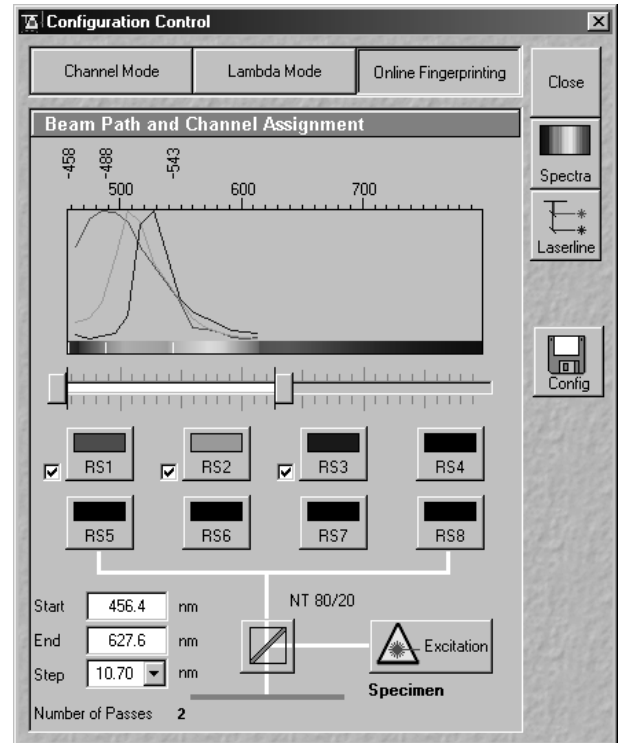 Configuration Control
Channel Mode
Lambda Mode
Online Fingerprinting
Close
Beam Path and Channel Assignment
-458
-488
-543
500
600
700
Spectra
Laserline
Config
RS1
RS2
RS3
RS4
RS5
RS6
RS7
RS8
Start 456.4 nm
NT 80/20
End 627.6 nm
Excitation
Step 10.70 nm
Specimen
Number of Passes 2